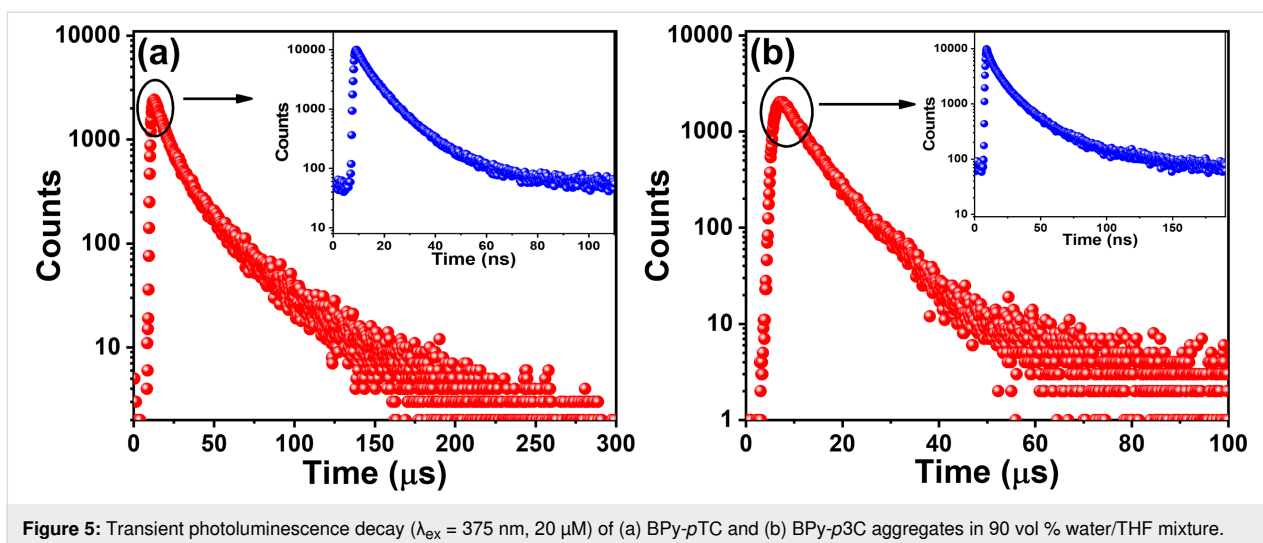 (a)
10000
1000
100
10
Counts
0 50 100 150 200 250 300
Time (μs)
10000
1000
100
10
Counts
0 20 40 60 80 100
Time (ns)
(b)
10000
1000
100
10
1
Counts
0 20 40 60 80 100
Time (μs)
10000
1000
100
10
Counts
0 50 100 150
Time (ns)
Figure 5: Transient photoluminescence decay (λex = 375 nm, 20 μM) of (a) BPy-pTC and (b) BPy-p3C aggregates in 90 vol % water/THF mixture.